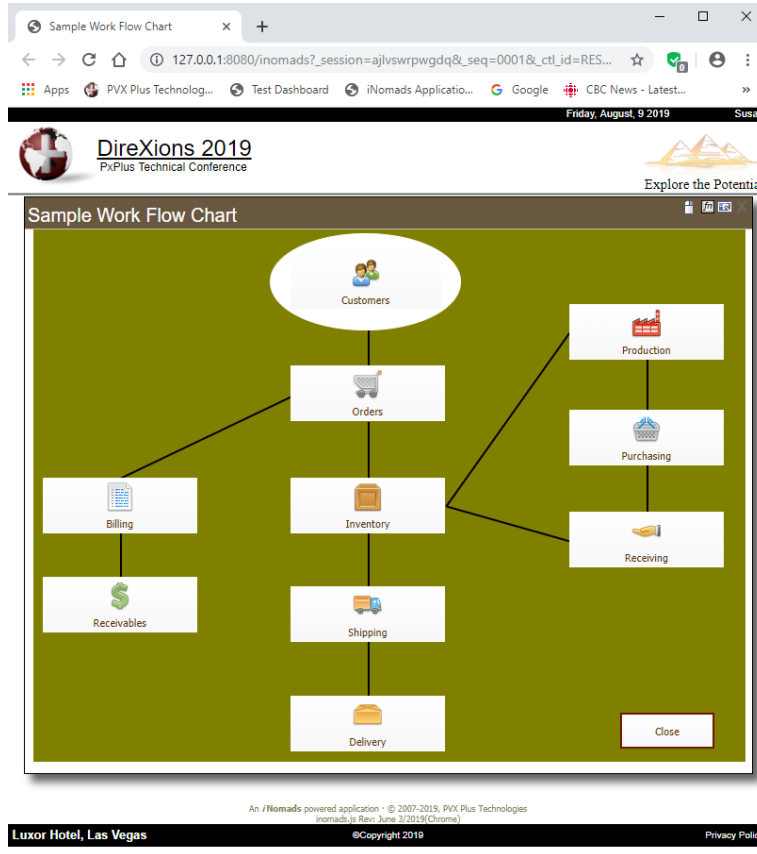 Sample Work Flow Chart
127.0.0.1:8080/inomads?_session=ajlvswrpwgdq&_seq=0001&_ctl_id=RES...
0
Apps PVX Plus Technolog... Test Dashboard iNomads Applicatio... Google CBC News - Latest... »
Friday, August, 9 2019 Susa
DireXions 2019
PxPlus Technical Conference
Explore the Potentia
Sample Work Flow Chart
Customers
Production
Orders
Purchasing
Billing
Inventory
Receiving
Receivables
Shipping
Delivery
Close
An iNomads powered application · © 2007-2019, PVX Plus Technologies
inomads.js Rev: June 3/2019(Chrome)
Luxor Hotel, Las Vegas ©Copyright 2019 Privacy Polic